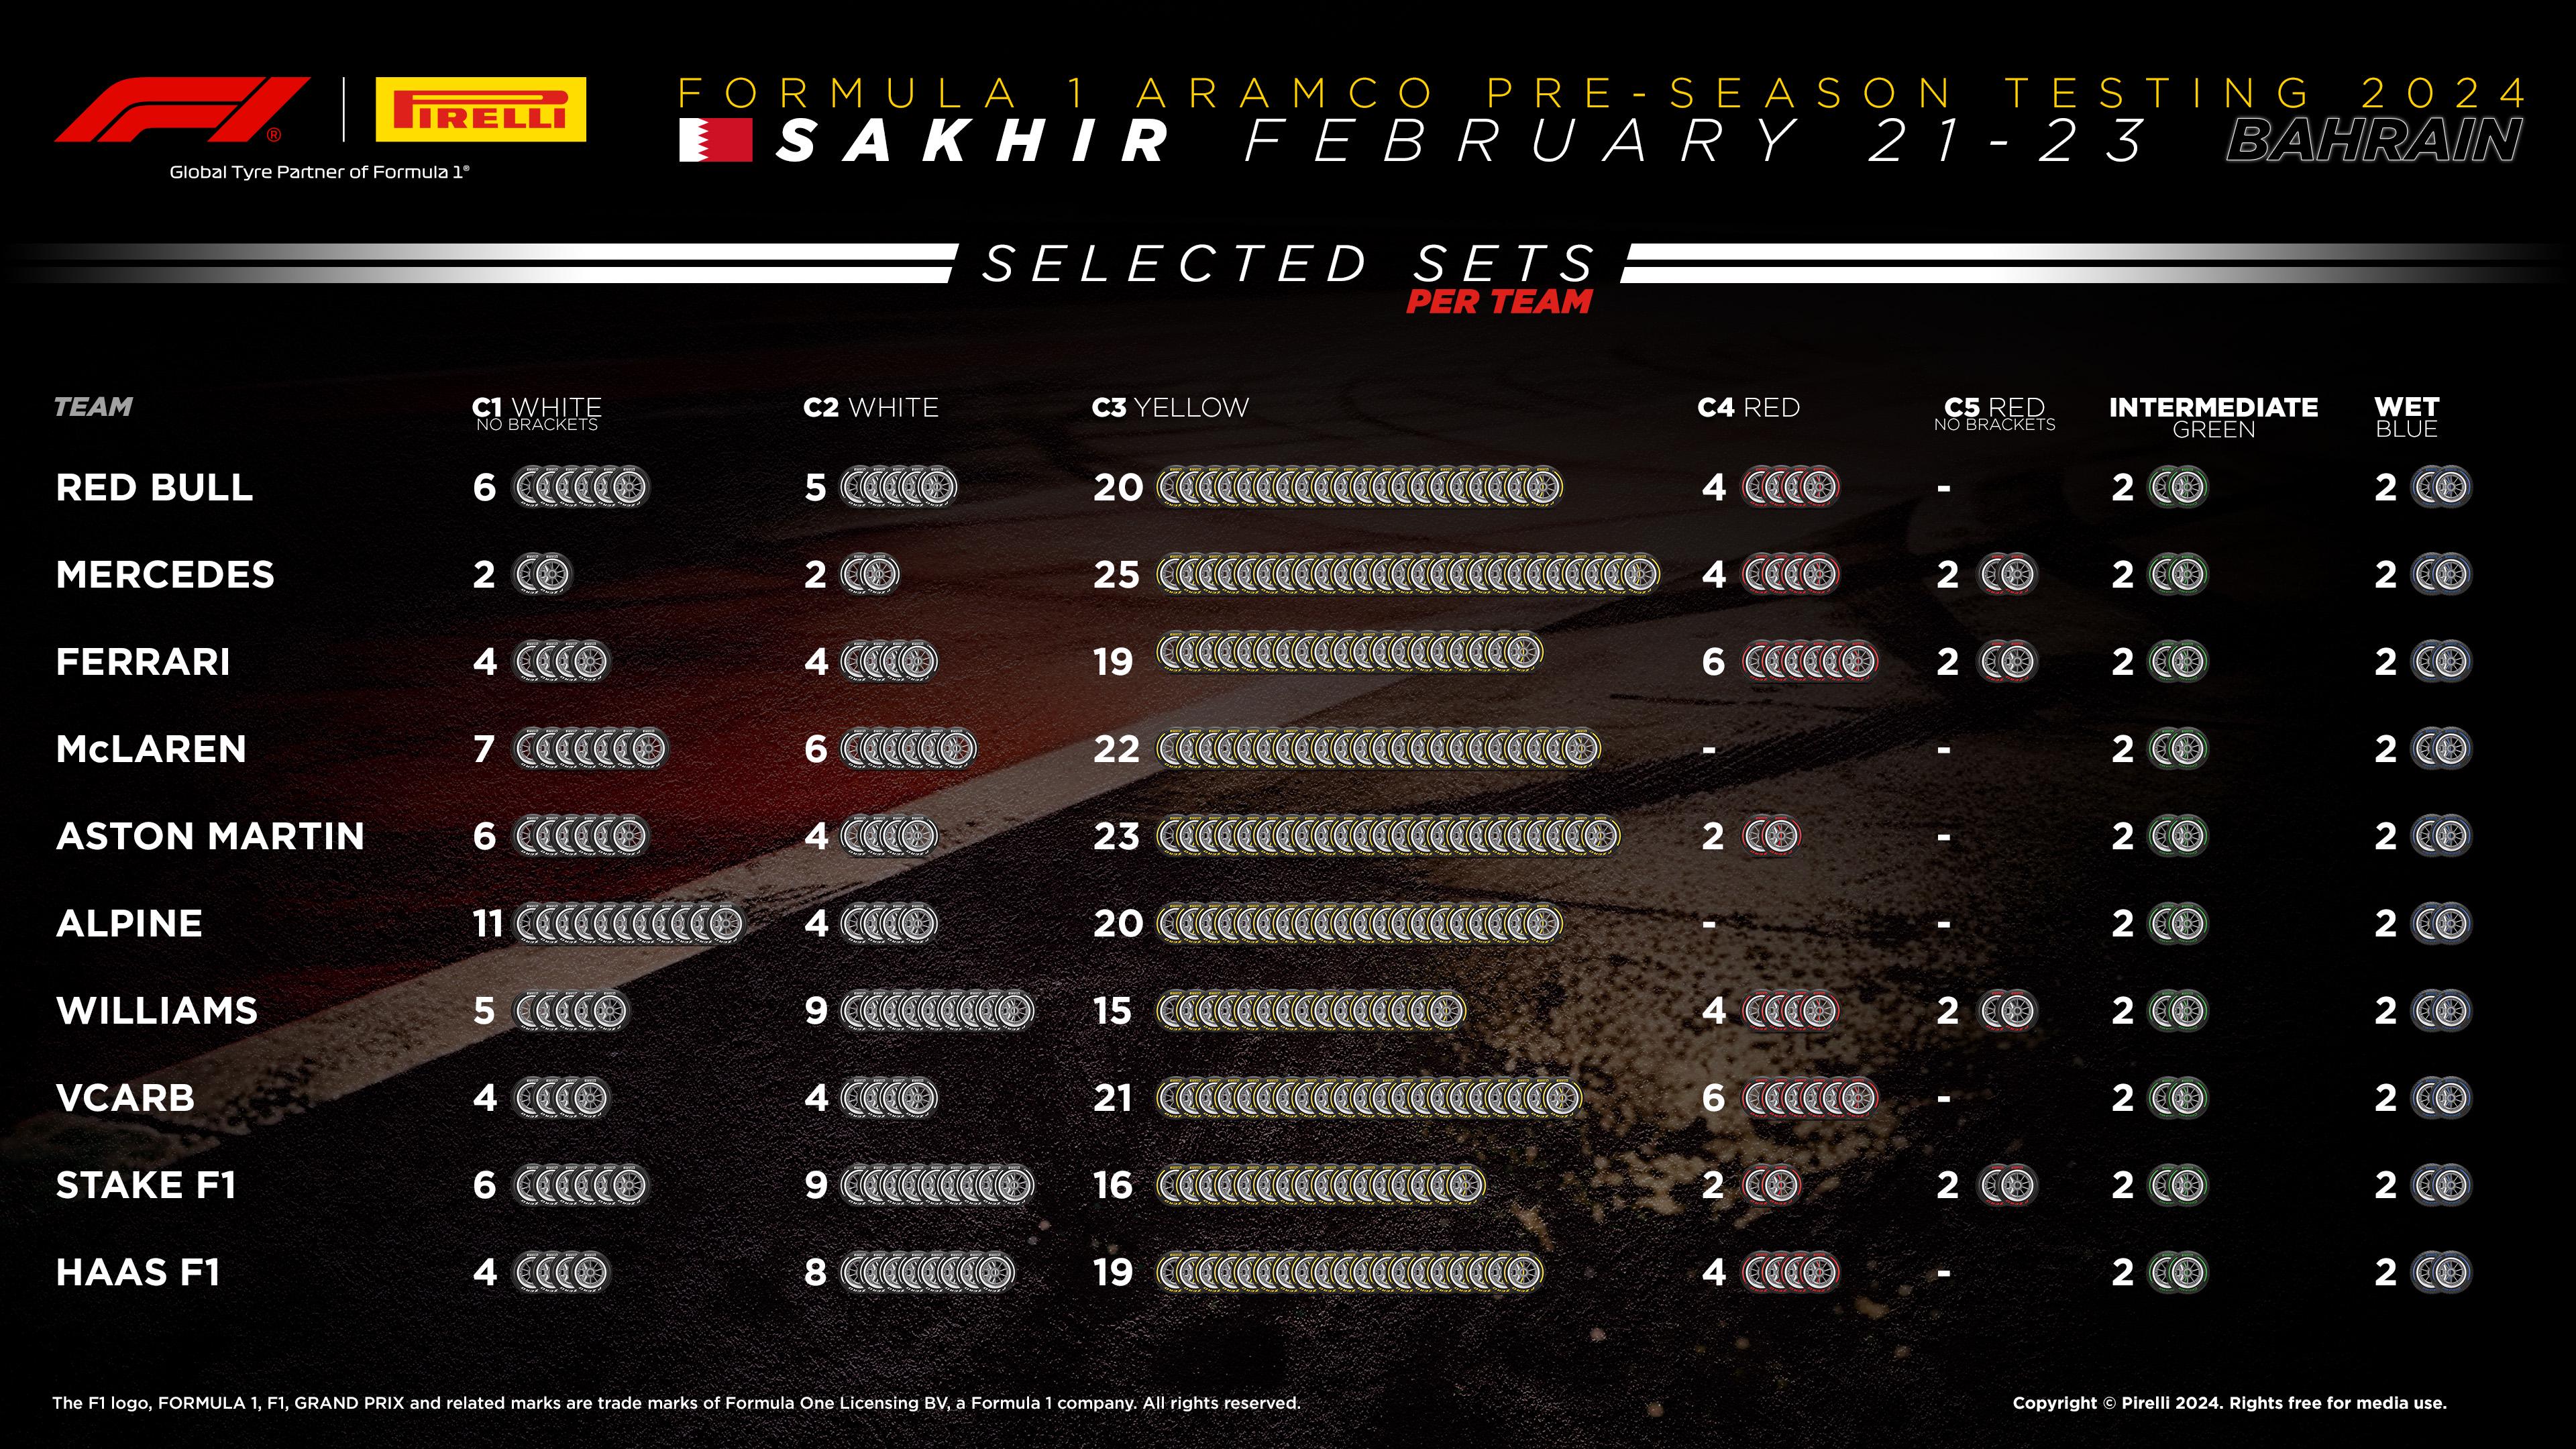 F1®
PIRELLI
Global Tyre Partner of Formula 1®
FORMULA 1 ARAMCO PRE-SEASON TESTING 2024
SAKHIR FEBRUARY 21-23 BAHRAIN
SELECTED SETS
PER TEAM
TEAM C1 WHITE NO BRACKETS C2 WHITE C3 YELLOW C4 RED C5 RED NO BRACKETS INTERMEDIATE GREEN WET BLUE
RED BULL 6 5 20 4 - 2 2
MERCEDES 2 2 25 4 2 2 2
FERRARI 4 4 19 6 2 2 2
McLAREN 7 6 22 - - 2 2
ASTON MARTIN 6 4 23 2 - 2 2
ALPINE 11 4 20 - - 2 2
WILLIAMS 5 9 15 4 2 2 2
VCARB 4 4 21 6 - 2 2
STAKE F1 6 9 16 2 2 2 2
HAAS F1 4 8 19 4 - 2 2
The F1 logo, FORMULA 1, F1, GRAND PRIX and related marks are trade marks of Formula One Licensing BV, a Formula 1 company. All rights reserved.
Copyright © Pirelli 2024. Rights free for media use.